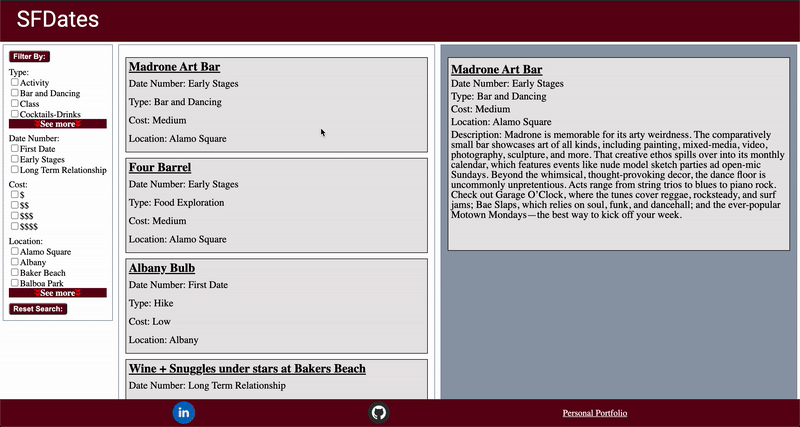 SFDates
Filter By:
Type:
Activity
Bar and Dancing
Class
Cocktails-Drinks
See more
Date Number:
First Date
Early Stages
Long Term Relationship
Cost:
$
$$
$$$
$$$$
Location:
Alamo Square
Albany
Baker Beach
Balboa Park
See more
Reset Search:
Madrone Art Bar
Date Number: Early Stages
Type: Bar and Dancing
Cost: Medium
Location: Alamo Square
Four Barrel
Date Number: Early Stages
Type: Food Exploration
Cost: Medium
Location: Alamo Square
Albany Bulb
Date Number: First Date
Type: Hike
Cost: Low
Location: Albany
Wine + Snuggles under stars at Bakers Beach
Date Number: Long Term Relationship
Madrone Art Bar
Date Number: Early Stages
Type: Bar and Dancing
Cost: Medium
Location: Alamo Square
Description: Madrone is memorable for its arty weirdness. The comparatively
small bar showcases art of all kinds, including painting, mixed-media, video,
photography, sculpture, and more. That creative ethos spills over into its monthly
calendar, which features events like nude model sketch parties ad open-mic
Sundays. Beyond the whimsical, thought-provoking decor, the dance floor is
uncommonly unpretentious. Acts range from string trios to blues to piano rock.
Check out Garage O'Clock, where the tunes cover reggae, rocksteady, and surf
jams; Bae Slaps, which relies on soul, funk, and dancehall; and the ever-popular
Motown Mondays—the best way to kick off your week.
in
Personal Portfolio